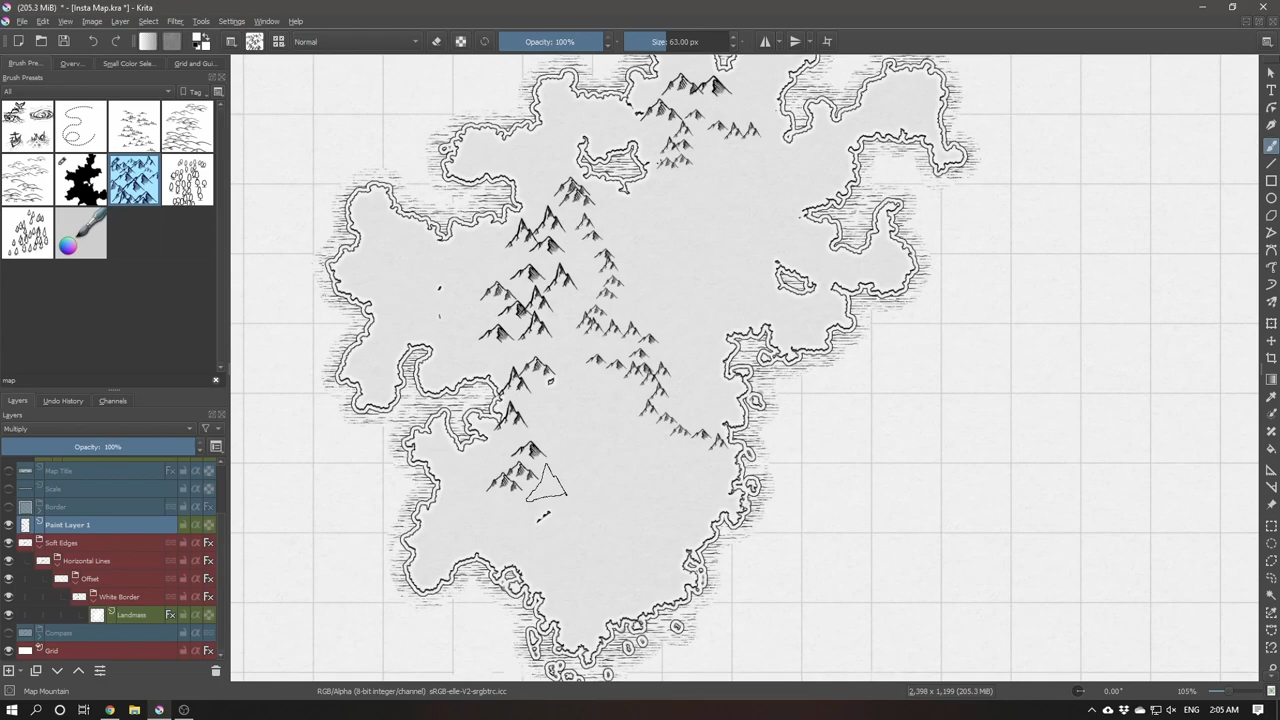 (205.3 MiB) * - [Insta Map.kra] * - Krita
File Edit View Image Layer Select Filter Tools Settings Window Help
Normal Opacity: 100% Size: 63.00 px
Brush Pre... Overv... Small Color Selec... Grid and Gui...
Brush Presets
All Tag
map
Layers Undo History Channels
Layers
Multiply
Opacity: 100%
Map Title
Scale
Border
Paint Layer 1
Soft Edges
Horizontal Lines
Offset
White Border
Landmass
Compass
Grid
Map Mountain RGB/Alpha (8-bit integer/channel) sRGB-elle-V2-srgbtrc.icc 2,398 x 1,199 (205.3 MiB) 0.00° 105%
ENG 2:05 AM